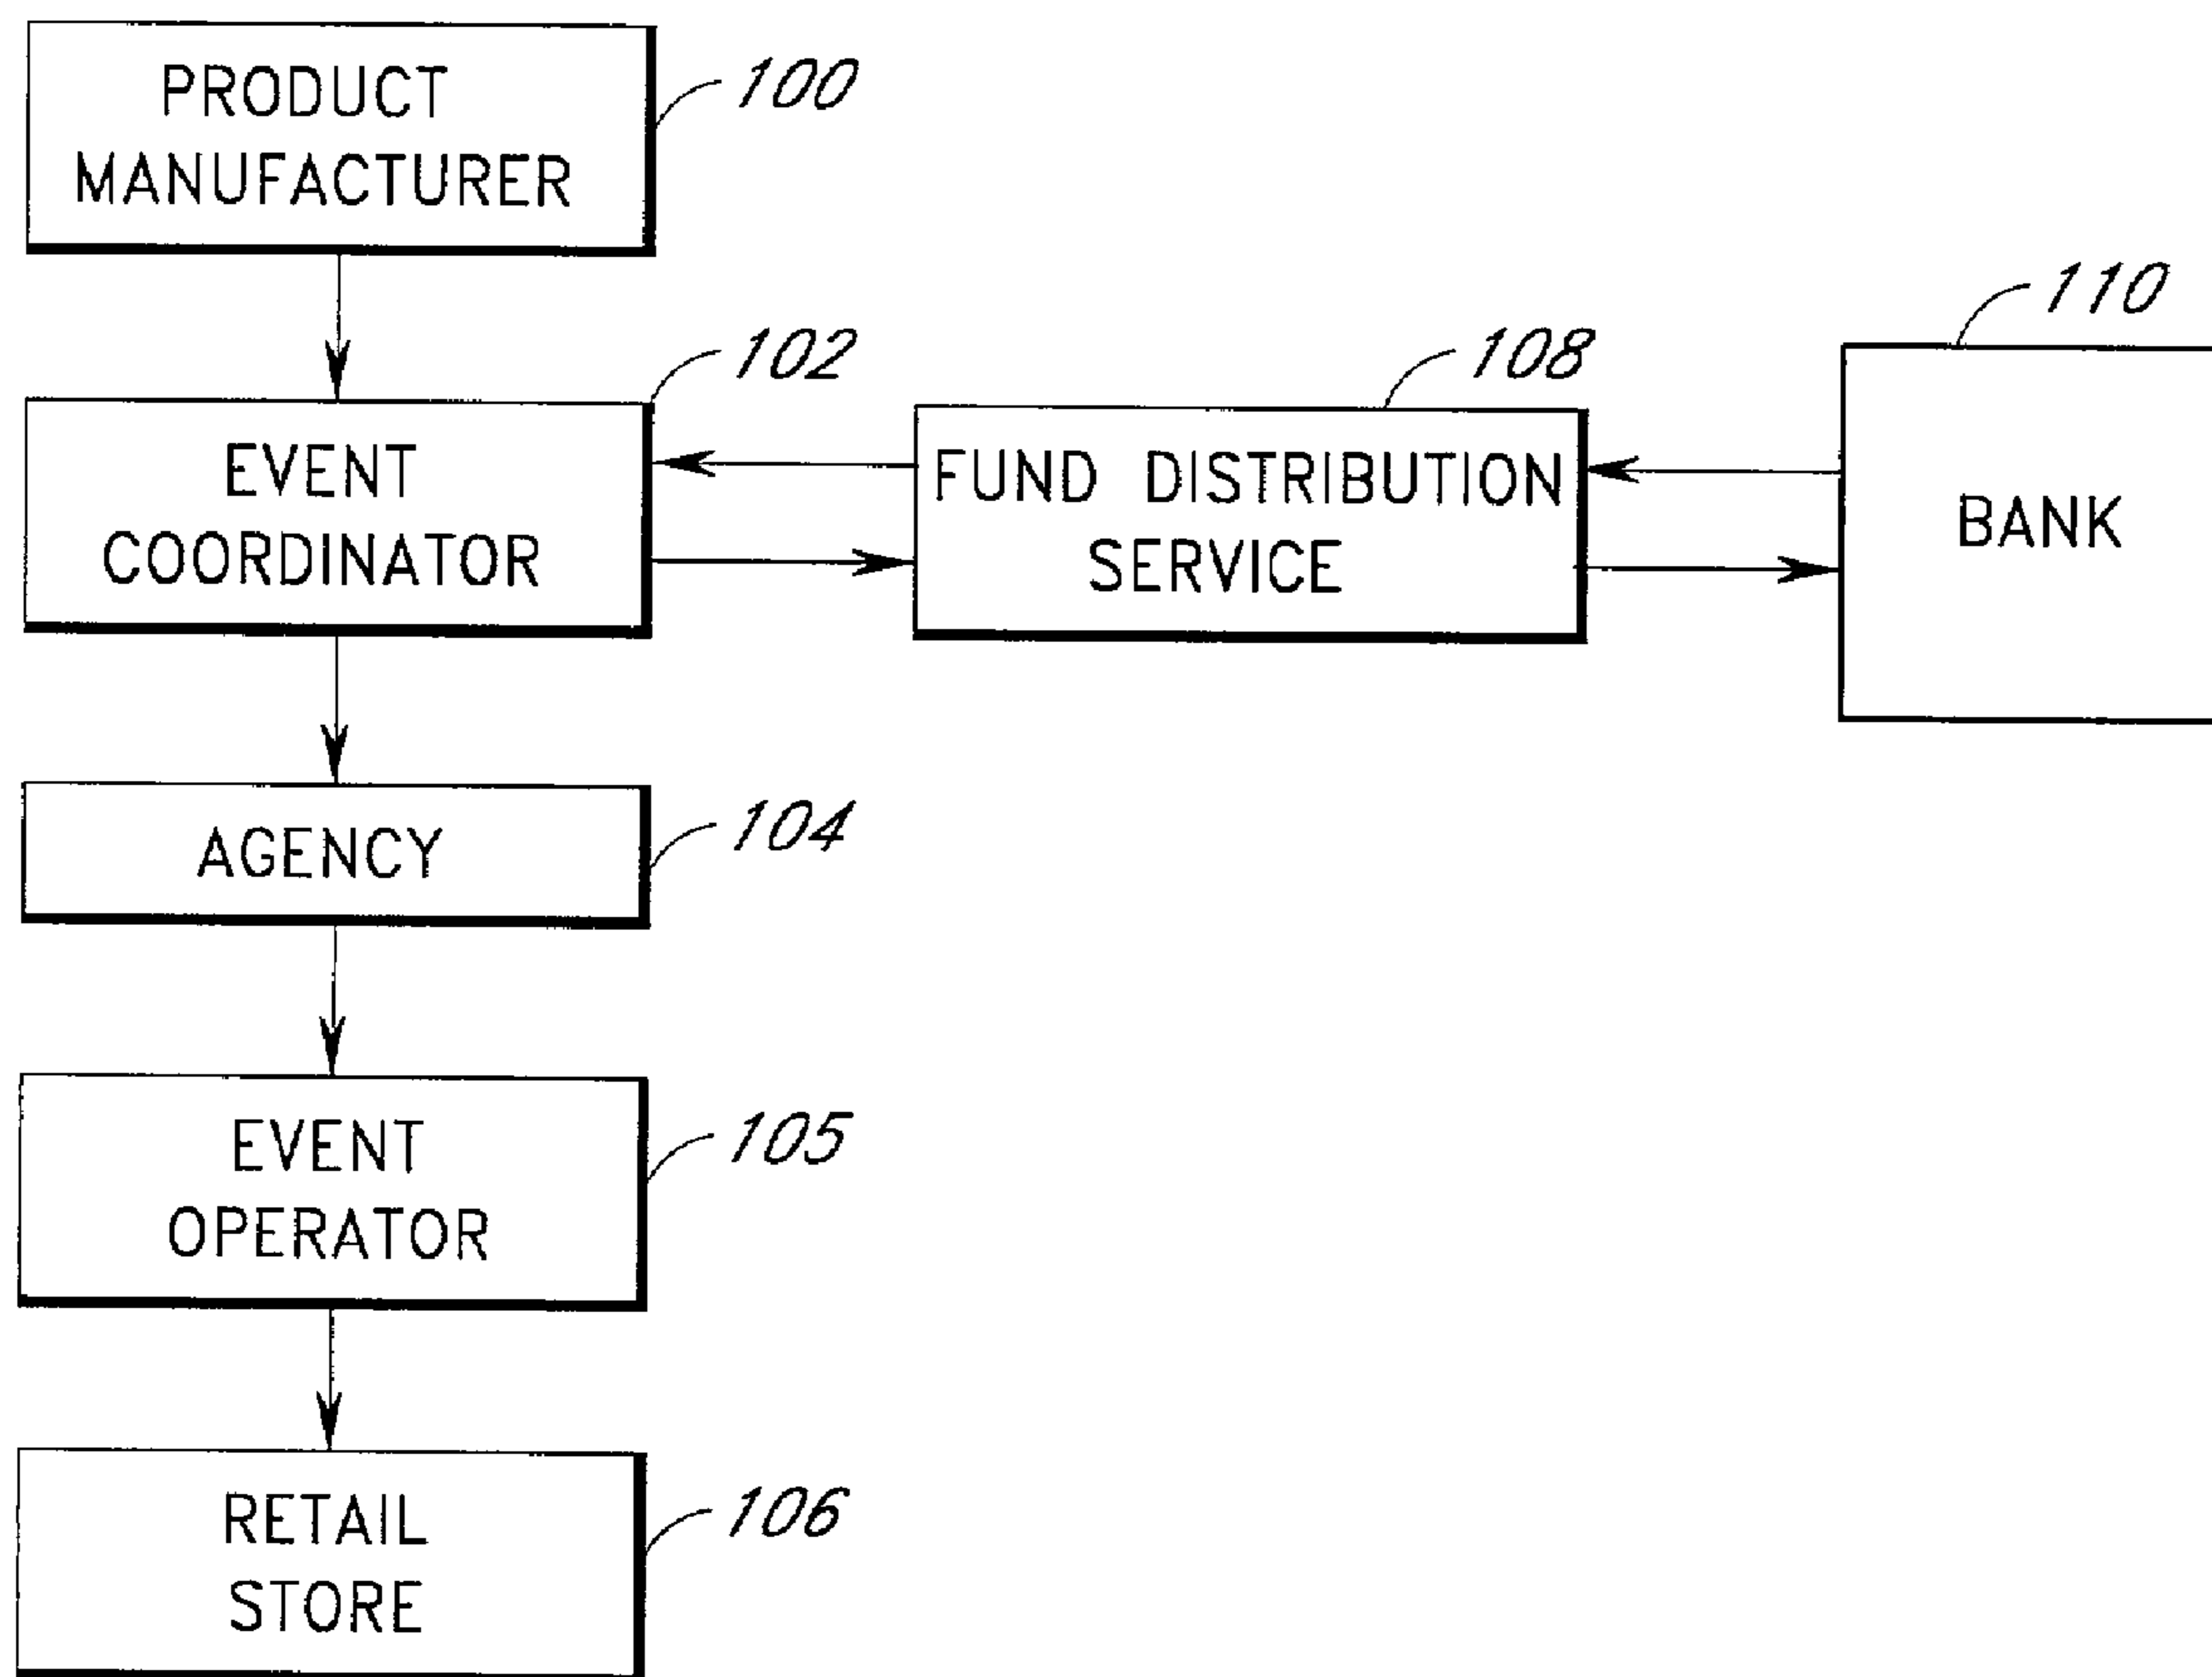 PRODUCT
MANUFACTURER
100
EVENT
COORDINATOR
102
FUND DISTRIBUTION
SERVICE
108
BANK
110
AGENCY
104
EVENT
OPERATOR
105
RETAIL
STORE
106